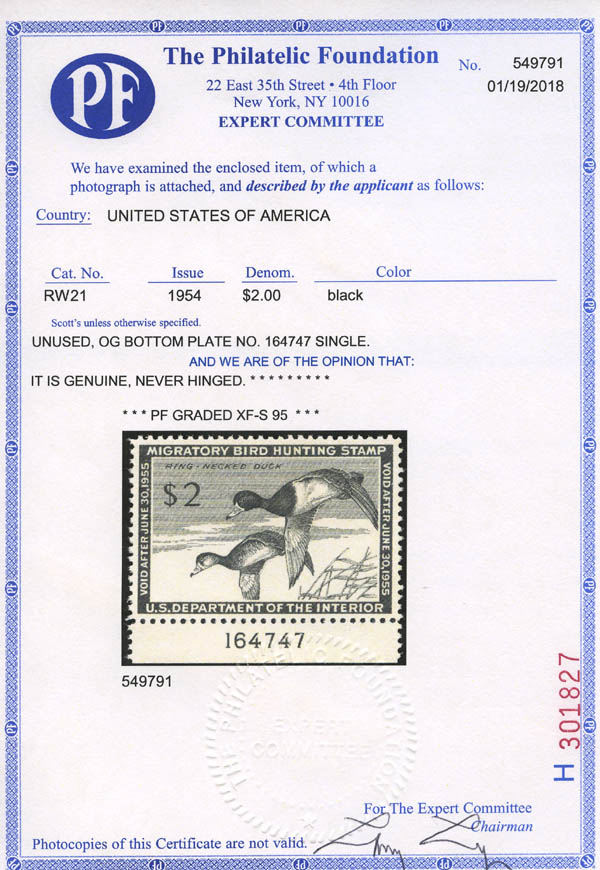 PF
The Philatelic Foundation
22 East 35th Street • 4th Floor
New York, NY 10016
EXPERT COMMITTEE
No. 549791
01/19/2018
We have examined the enclosed item, of which a
photograph is attached, and described by the applicant as follows:
Country: UNITED STATES OF AMERICA
Cat. No. Issue Denom. Color
RW21 1954 $2.00 black
Scott's unless otherwise specified.
UNUSED, OG BOTTOM PLATE NO. 164747 SINGLE.
AND WE ARE OF THE OPINION THAT:
IT IS GENUINE, NEVER HINGED. * * * * * * * * *
* * * PF GRADED XF-S 95 * * *
MIGRATORY BIRD HUNTING STAMP
RING-NECKED DUCK
$2
VOID AFTER JUNE 30, 1955
VOID AFTER JUNE 30, 1955
U.S. DEPARTMENT OF THE INTERIOR
164747
549791
THE PHILATELIC FOUNDATION
EXPERT
COMMITTEE
H 301827
For The Expert Committee
Chairman
Photocopies of this Certificate are not valid.